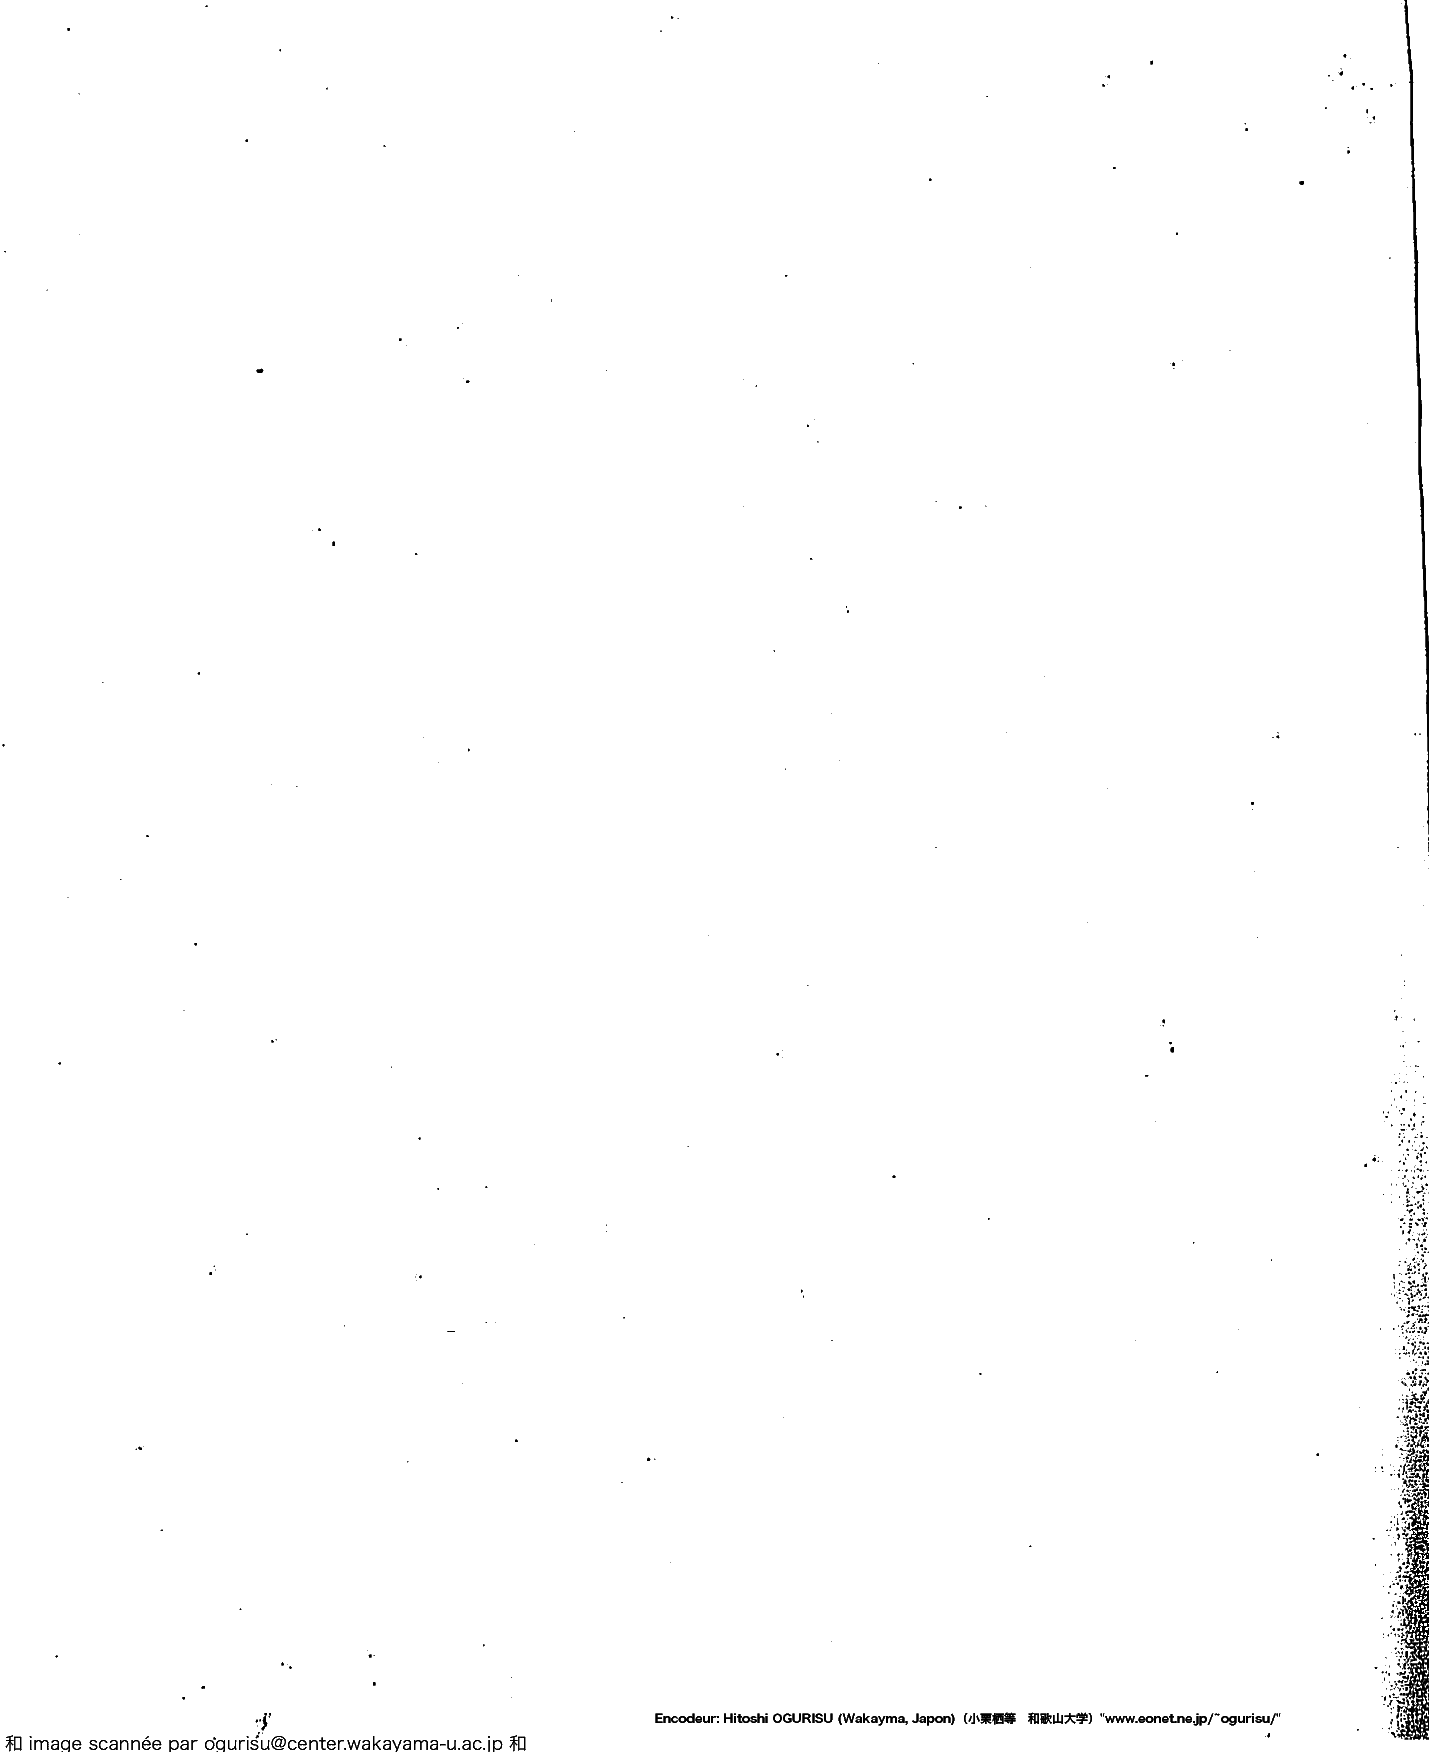 Encodeur: Hitoshi OGURISU (Wakayma, Japon)（小栗栖等　和歌山大学）"www.eonet.ne.jp/~ogurisu/"
和 image scannée par ogurisu@center.wakayama-u.ac.jp 和